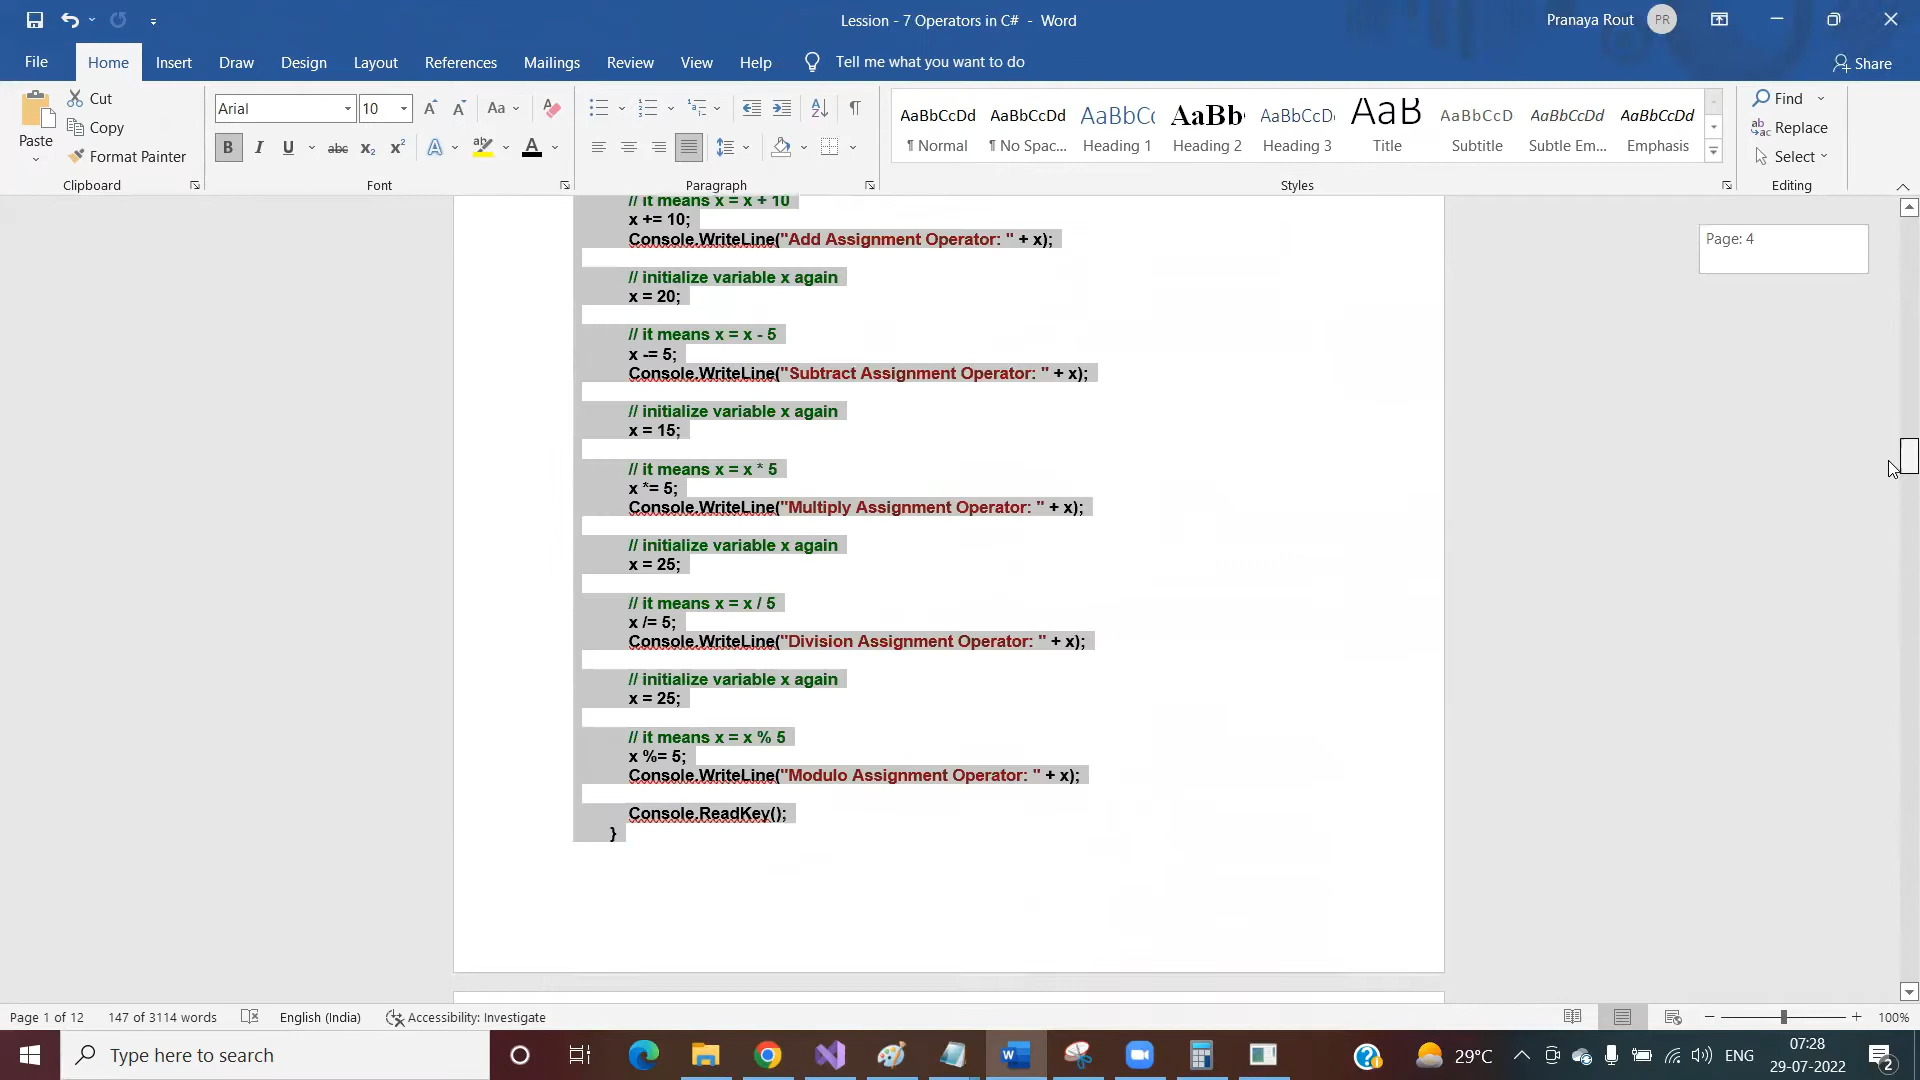 Lession - 7 Operators in C# - Word
Pranaya Rout PR
File Home Insert Draw Design Layout References Mailings Review View Help Tell me what you want to do Share
Paste Cut
Copy
Format Painter
Clipboard
Arial 10 Aa
B I U abc x₂ x² A ab A
Font
Paragraph
AaBbCcDd AaBbCcDd AaBbCc AaBb AaBbCcD AaB AaBbCcD AaBbCcDd AaBbCcDd
¶ Normal ¶ No Spac... Heading 1 Heading 2 Heading 3 Title Subtitle Subtle Em... Emphasis
Styles
Find
Replace
Select
Editing
// it means x = x + 10
x += 10;
Console.WriteLine("Add Assignment Operator: " + x);
// initialize variable x again
x = 20;
// it means x = x - 5
x -= 5;
Console.WriteLine("Subtract Assignment Operator: " + x);
// initialize variable x again
x = 15;
// it means x = x * 5
x *= 5;
Console.WriteLine("Multiply Assignment Operator: " + x);
// initialize variable x again
x = 25;
// it means x = x / 5
x /= 5;
Console.WriteLine("Division Assignment Operator: " + x);
// initialize variable x again
x = 25;
// it means x = x % 5
x %= 5;
Console.WriteLine("Modulo Assignment Operator: " + x);
Console.ReadKey();
}
Page: 4
Page 1 of 12 147 of 3114 words English (India) Accessibility: Investigate 100%
Type here to search
29°C ENG
07:28
29-07-2022
2